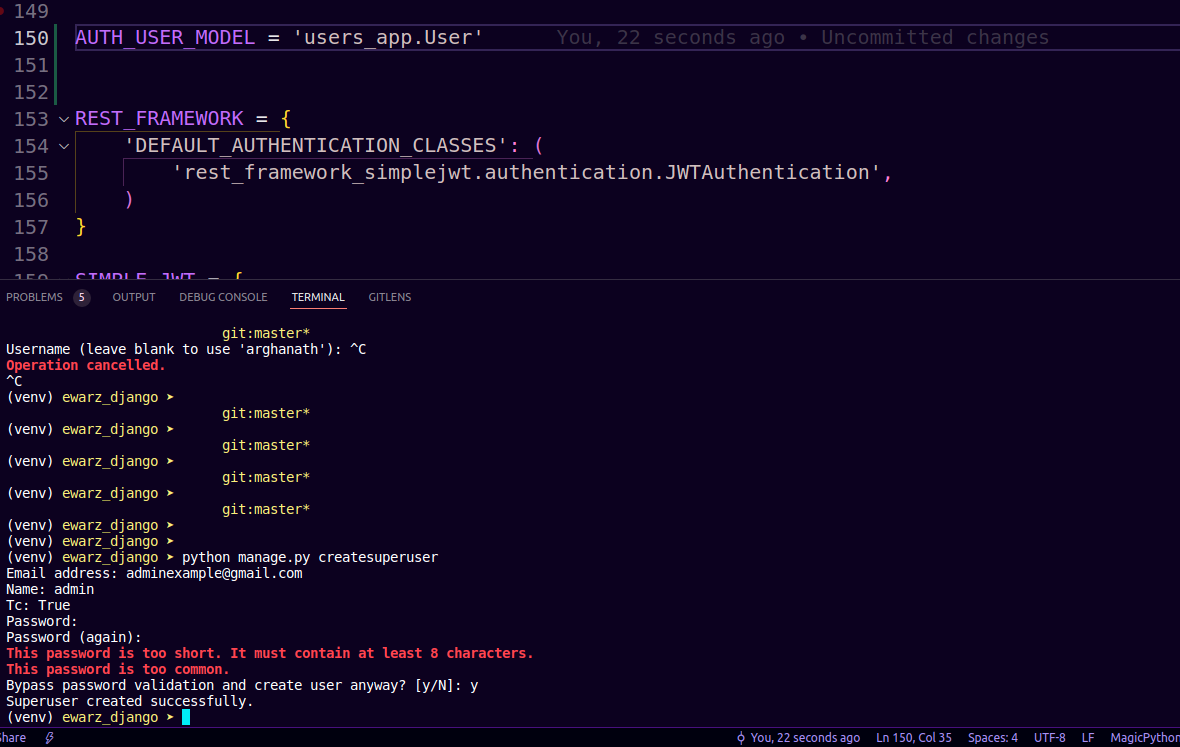 149
150 AUTH_USER_MODEL = 'users_app.User' You, 22 seconds ago • Uncommitted changes
151
152
153 REST_FRAMEWORK = {
154 'DEFAULT_AUTHENTICATION_CLASSES': (
155 'rest_framework_simplejwt.authentication.JWTAuthentication',
156 )
157 }
158
159 SIMPLE_JWT = {
PROBLEMS 5 OUTPUT DEBUG CONSOLE TERMINAL GITLENS
git:master*
Username (leave blank to use 'arghanath'): ^C
Operation cancelled.
^C
(venv) ewarz_django ➤
git:master*
(venv) ewarz_django ➤
git:master*
(venv) ewarz_django ➤
git:master*
(venv) ewarz_django ➤
git:master*
(venv) ewarz_django ➤
(venv) ewarz_django ➤
(venv) ewarz_django ➤ python manage.py createsuperuser
Email address: adminexample@gmail.com
Name: admin
Tc: True
Password:
Password (again):
This password is too short. It must contain at least 8 characters.
This password is too common.
Bypass password validation and create user anyway? [y/N]: y
Superuser created successfully.
(venv) ewarz_django ➤
hare You, 22 seconds ago Ln 150, Col 35 Spaces: 4 UTF-8 LF MagicPython